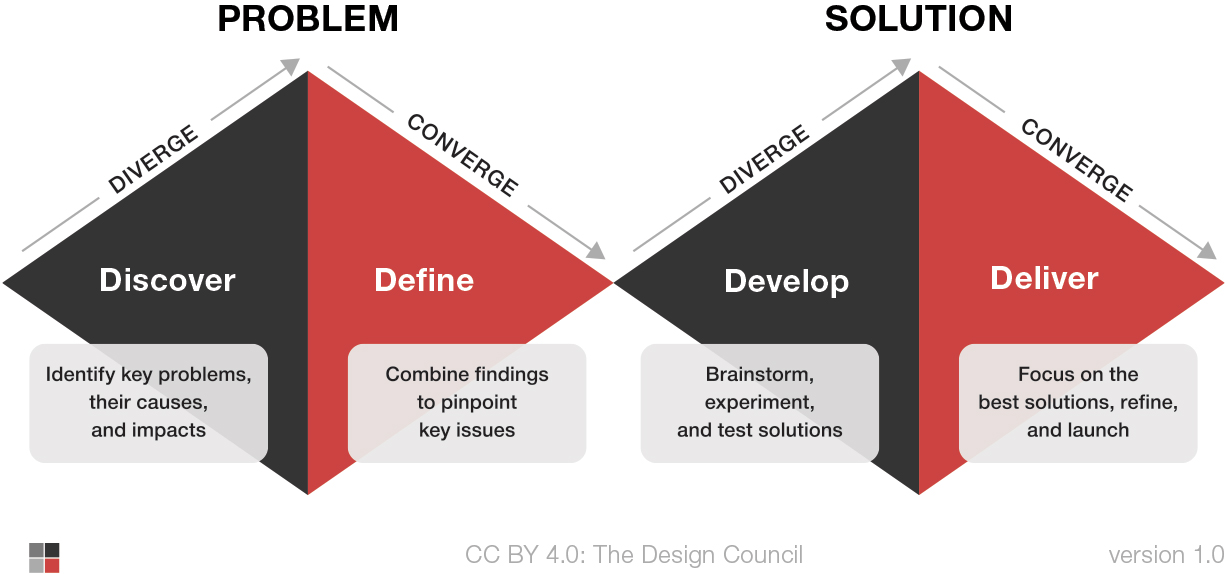 PROBLEM
SOLUTION
DIVERGE
CONVERGE
DIVERGE
CONVERGE
Discover
Define
Develop
Deliver
Identify key problems,
their causes,
and impacts
Combine findings
to pinpoint
key issues
Brainstorm,
experiment,
and test solutions
Focus on the
best solutions, refine,
and launch
CC BY 4.0: The Design Council
version 1.0